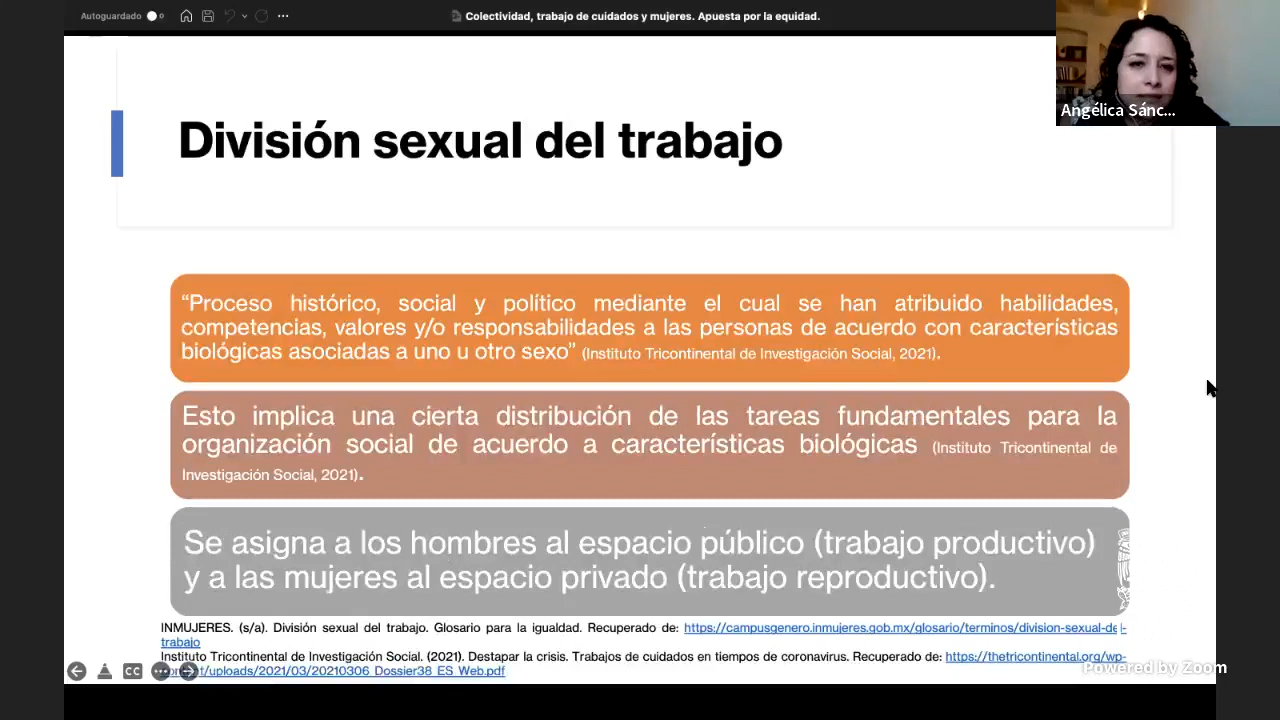 Autoguardado
Colectividad, trabajo de cuidados y mujeres. Apuesta por la equidad.
Angélica Sánc...
División sexual del trabajo
“Proceso histórico, social y político mediante el cual se han atribuido habilidades,
competencias, valores y/o responsabilidades a las personas de acuerdo con características
biológicas asociadas a uno u otro sexo” (Instituto Tricontinental de Investigación Social, 2021).
Esto implica una cierta distribución de las tareas fundamentales para la
organización social de acuerdo a características biológicas (Instituto Tricontinental de
Investigación Social, 2021).
Se asigna a los hombres al espacio público (trabajo productivo)
y a las mujeres al espacio privado (trabajo reproductivo).
INMUJERES. (s/a). División sexual del trabajo. Glosario para la igualdad. Recuperado de: https://campusgenero.inmujeres.gob.mx/glosario/terminos/division-sexual-del-
trabajo
Instituto Tricontinental de Investigación Social. (2021). Destapar la crisis. Trabajos de cuidados en tiempos de coronavirus. Recuperado de: https://thetricontinental.org/wp-
/uploads/2021/03/20210306_Dossier38_ES_Web.pdf
CC
Powered by Zoom